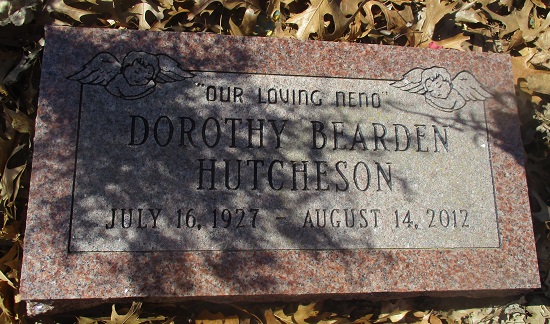 "OUR LOVING NENO"
DOROTHY BEARDEN
HUTCHESON
JULY 16, 1927 - AUGUST 14, 2012